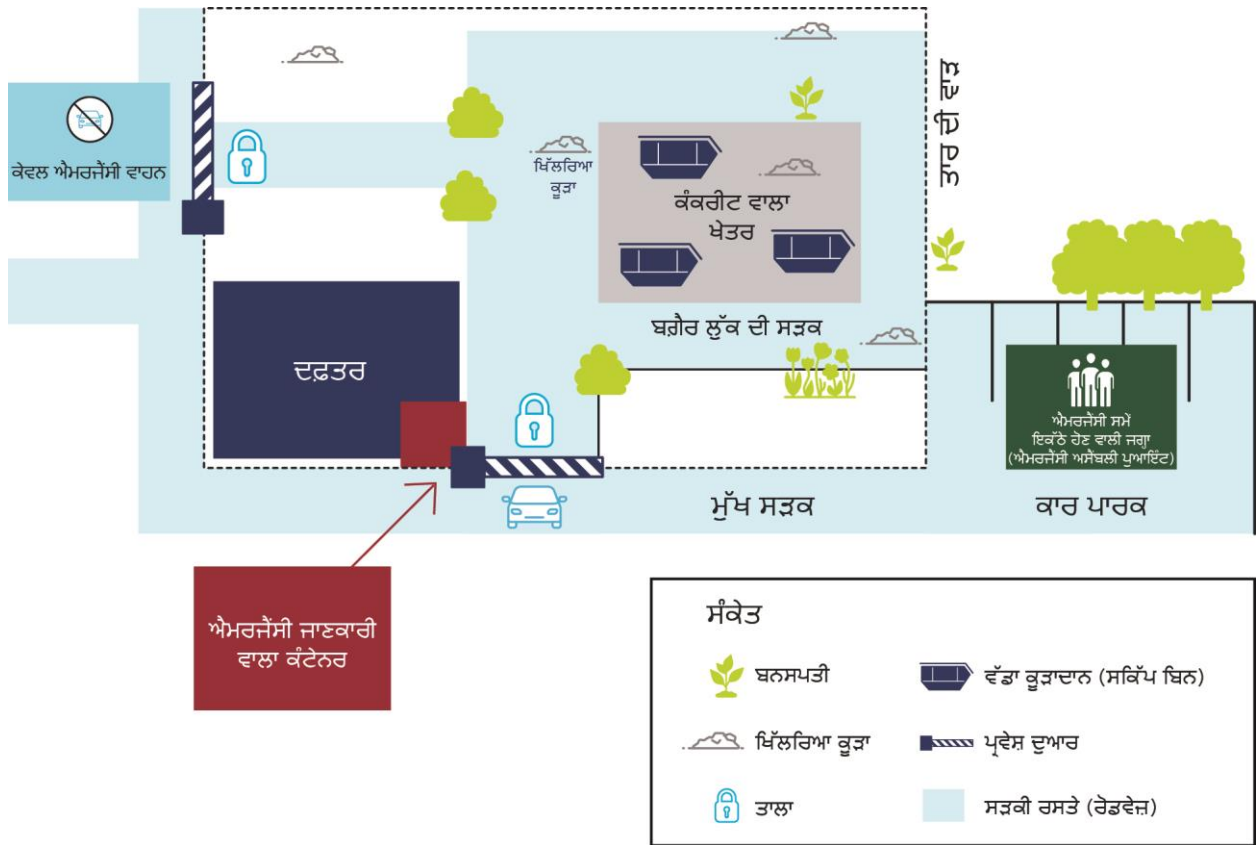 ਕੇਵਲ ਐਮਰਜੈਂਸੀ ਵਾਹਨ
ਖਿੱਲਰਿਆ
ਕੂੜਾ
ਕੰਕਰੀਟ ਵਾਲਾ
ਖੇਤਰ
ਤਾਰ ਦੀ ਵਾੜ
ਬਗ਼ੈਰ ਲੁੱਕ ਦੀ ਸੜਕ
ਦਫ਼ਤਰ
ਐਮਰਜੈਂਸੀ ਸਮੇਂ
ਇਕੱਠੇ ਹੋਣ ਵਾਲੀ ਜਗ੍ਹਾ
(ਐਮਰਜੈਂਸੀ ਅਸੈਂਬਲੀ ਪੁਆਇੰਟ)
ਮੁੱਖ ਸੜਕ
ਕਾਰ ਪਾਰਕ
ਐਮਰਜੈਂਸੀ ਜਾਣਕਾਰੀ
ਵਾਲਾ ਕੰਟੇਨਰ
ਸੰਕੇਤ
ਬਨਸਪਤੀ
ਵੱਡਾ ਕੂੜਾਦਾਨ (ਸਕਿੱਪ ਬਿਨ)
ਖਿੱਲਰਿਆ ਕੂੜਾ
ਪ੍ਰਵੇਸ਼ ਦੁਆਰ
ਤਾਲਾ
ਸੜਕੀ ਰਸਤੇ (ਰੋਡਵੇਜ਼)